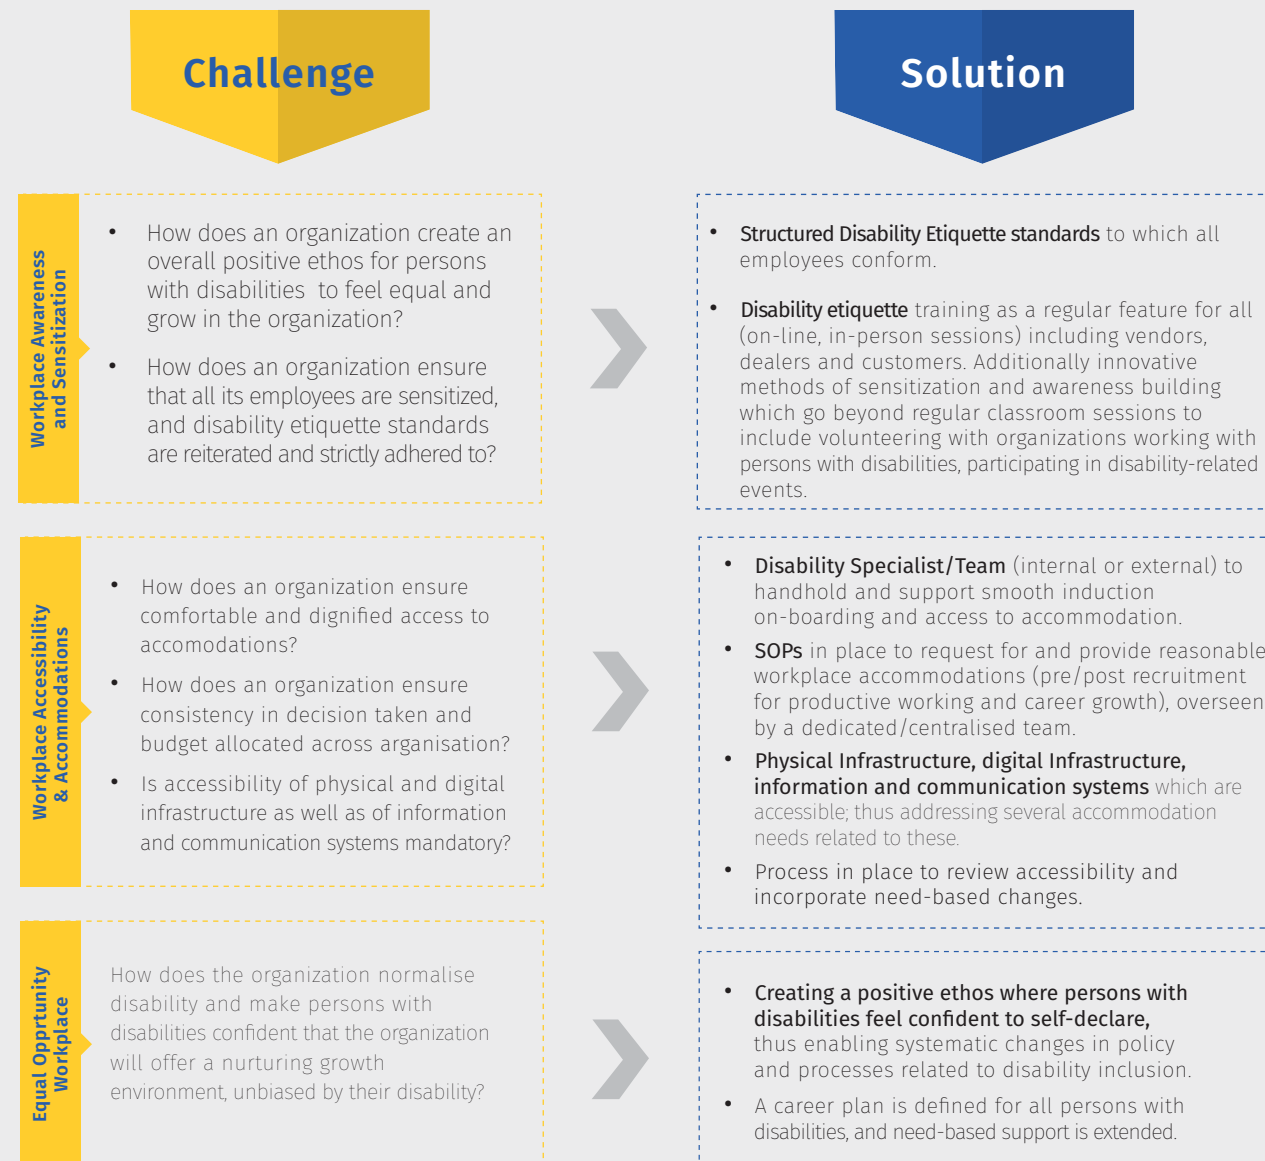 Challenge
Solution
Workplace Awareness
and Sensitization
• How does an organization create an
overall positive ethos for persons
with disabilities to feel equal and
grow in the organization?
• How does an organization ensure
that all its employees are sensitized,
and disability etiquette standards
are reiterated and strictly adhered to?
• Structured Disability Etiquette standards to which all
employees conform.
• Disability etiquette training as a regular feature for all
(on-line, in-person sessions) including vendors,
dealers and customers. Additionally innovative
methods of sensitization and awareness building
which go beyond regular classroom sessions to
include volunteering with organizations working with
persons with disabilities, participating in disability-related
events.
Workplace Accessibility
& Accommodations
• How does an organization ensure
comfortable and dignified access to
accomodations?
• How does an organization ensure
consistency in decision taken and
budget allocated across arganisation?
• Is accessibility of physical and digital
infrastructure as well as of information
and communication systems mandatory?
• Disability Specialist/Team (internal or external) to
handhold and support smooth induction
on-boarding and access to accommodation.
• SOPs in place to request for and provide reasonable
workplace accommodations (pre/post recruitment
for productive working and career growth), overseen
by a dedicated/centralised team.
• Physical Infrastructure, digital Infrastructure,
information and communication systems which are
accessible; thus addressing several accommodation
needs related to these.
• Process in place to review accessibility and
incorporate need-based changes.
Equal Opprtunity
Workplace
How does the organization normalise
disability and make persons with
disabilities confident that the organization
will offer a nurturing growth
environment, unbiased by their disability?
• Creating a positive ethos where persons with
disabilities feel confident to self-declare,
thus enabling systematic changes in policy
and processes related to disability inclusion.
• A career plan is defined for all persons with
disabilities, and need-based support is extended.